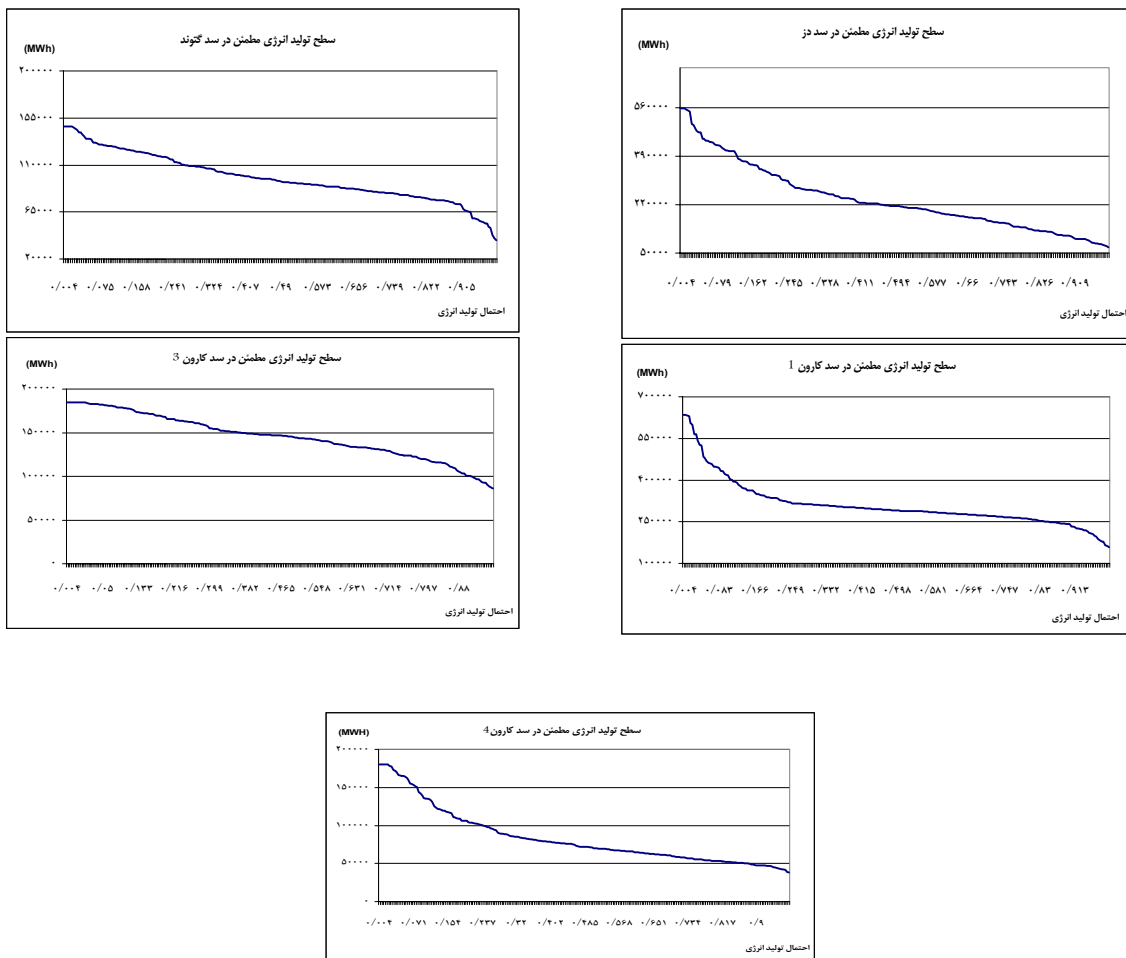 سطح تولید انرژی مطمئن در سد گتوند
(MWh)
۲۰۰۰۰۰
۱۵۵۰۰۰
۱۱۰۰۰۰
۶۵۰۰۰
۲۰۰۰۰
۰/۰۰۴ ۰/۰۷۵ ۰/۱۵۸ ۰/۲۴۱ ۰/۳۲۴ ۰/۴۰۷ ۰/۴۹ ۰/۵۷۳ ۰/۶۵۶ ۰/۷۳۹ ۰/۸۲۲ ۰/۹۰۵
احتمال تولید انرژی
سطح تولید انرژی مطمئن در سد دز
(MWh)
۵۶۰۰۰۰
۳۹۰۰۰۰
۲۲۰۰۰۰
۵۰۰۰۰
۰/۰۰۴ ۰/۰۷۹ ۰/۱۶۲ ۰/۲۴۵ ۰/۳۲۸ ۰/۴۱۱ ۰/۴۹۴ ۰/۵۷۷ ۰/۶۶ ۰/۷۴۳ ۰/۸۲۶ ۰/۹۰۹
احتمال تولید انرژی
سطح تولید انرژی مطمئن در سد کارون 3
(MWh)
۲۰۰۰۰۰
۱۵۰۰۰۰
۱۰۰۰۰۰
۵۰۰۰۰
۰
۰/۰۰۴ ۰/۰۵ ۰/۱۳۳ ۰/۲۱۶ ۰/۲۹۹ ۰/۳۸۲ ۰/۴۶۵ ۰/۵۴۸ ۰/۶۳۱ ۰/۷۱۴ ۰/۷۹۷ ۰/۸۸
احتمال تولید انرژی
سطح تولید انرژی مطمئن در سد کارون 1
(MWh)
۷۰۰۰۰۰
۵۵۰۰۰۰
۴۰۰۰۰۰
۲۵۰۰۰۰
۱۰۰۰۰۰
۰/۰۰۴ ۰/۰۸۳ ۰/۱۶۶ ۰/۲۴۹ ۰/۳۳۲ ۰/۴۱۵ ۰/۴۹۸ ۰/۵۸۱ ۰/۶۶۴ ۰/۷۴۷ ۰/۸۳ ۰/۹۱۳
احتمال تولید انرژی
سطح تولید انرژی مطمئن در سد کارون4
(MWH)
۲۰۰۰۰۰
۱۵۰۰۰۰
۱۰۰۰۰۰
۵۰۰۰۰
۰
۰/۰۰۴ ۰/۰۷۱ ۰/۱۵۴ ۰/۲۳۷ ۰/۳۲ ۰/۴۰۲ ۰/۴۸۵ ۰/۵۶۸ ۰/۶۵۱ ۰/۷۳۴ ۰/۸۱۷ ۰/۹
احتمال تولید انرژی